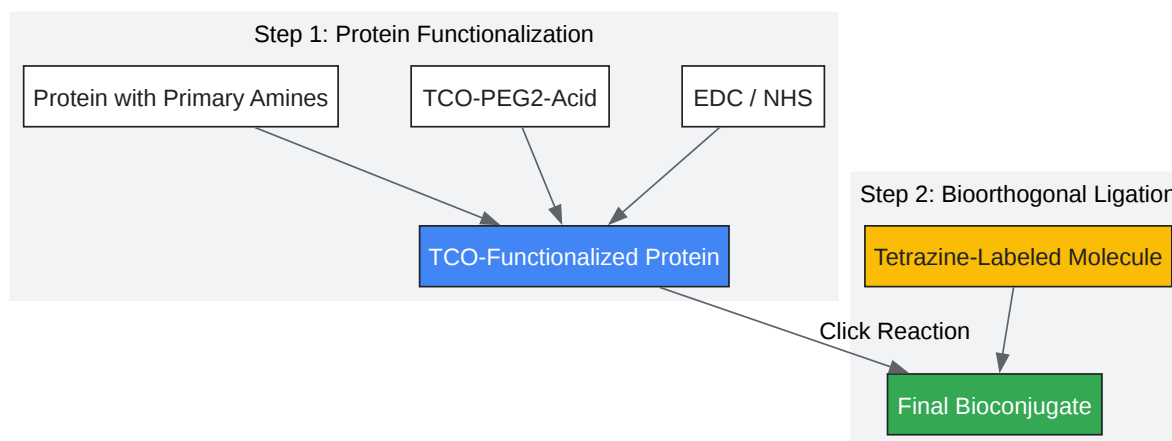 Step 1: Protein Functionalization
Protein with Primary Amines
TCO-PEG2-Acid
EDC / NHS
Step 2: Bioorthogonal Ligation
TCO-Functionalized Protein
Tetrazine-Labeled Molecule
Click Reaction
Final Bioconjugate